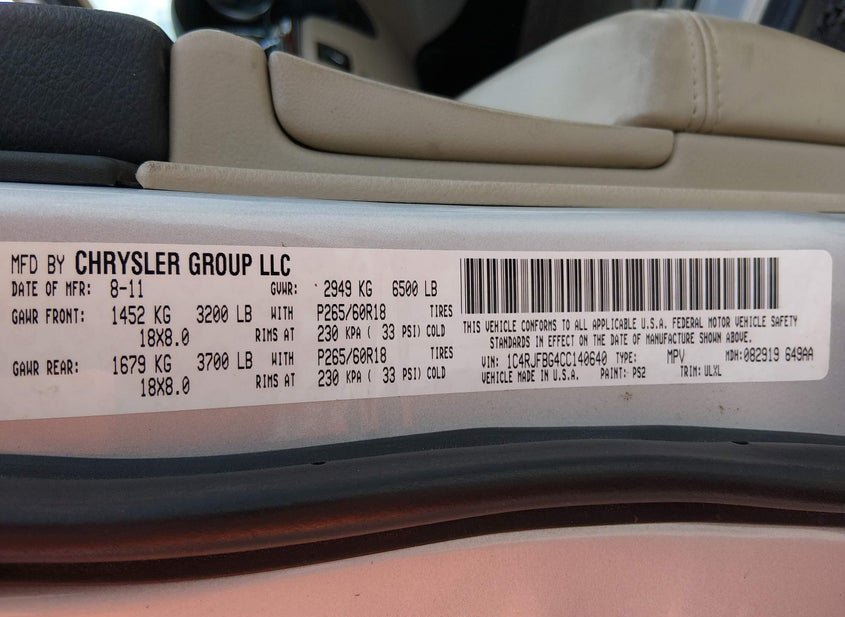 MFD BY CHRYSLER GROUP LLC
DATE OF MFR: 8-11 GVWR: 2949 KG 6500 LB
GAWR FRONT: 1452 KG 3200 LB WITH P265/60R18 TIRES
18X8.0 RIMS AT 230 KPA ( 33 PSI) COLD
GAWR REAR: 1679 KG 3700 LB WITH P265/60R18 TIRES
18X8.0 RIMS AT 230 KPA ( 33 PSI) COLD
THIS VEHICLE CONFORMS TO ALL APPLICABLE U.S.A. FEDERAL MOTOR VEHICLE SAFETY
STANDARDS IN EFFECT ON THE DATE OF MANUFACTURE SHOWN ABOVE.
VIN: 1C4RJFBG4CC140640 TYPE: MPV MDH: 082919 649AA
VEHICLE MADE IN U.S.A. PAINT: PS2 TRIM: ULXL